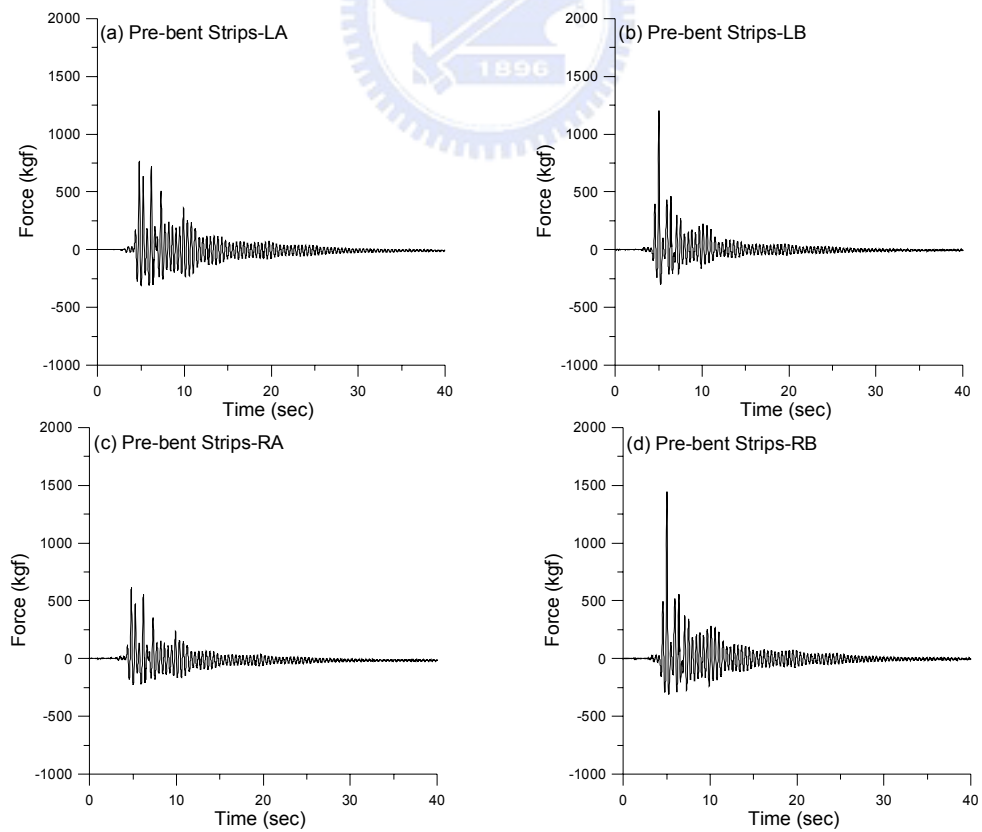 (a) Pre-bent Strips-LA
2000
1500
1000
500
0
-500
-1000
Force (kgf)
0 10 20 30 40
Time (sec)
(b) Pre-bent Strips-LB
2000
1500
1000
500
0
-500
-1000
Force (kgf)
0 10 20 30 40
Time (sec)
1896
(c) Pre-bent Strips-RA
2000
1500
1000
500
0
-500
-1000
Force (kgf)
0 10 20 30 40
Time (sec)
(d) Pre-bent Strips-RB
2000
1500
1000
500
0
-500
-1000
Force (kgf)
0 10 20 30 40
Time (sec)